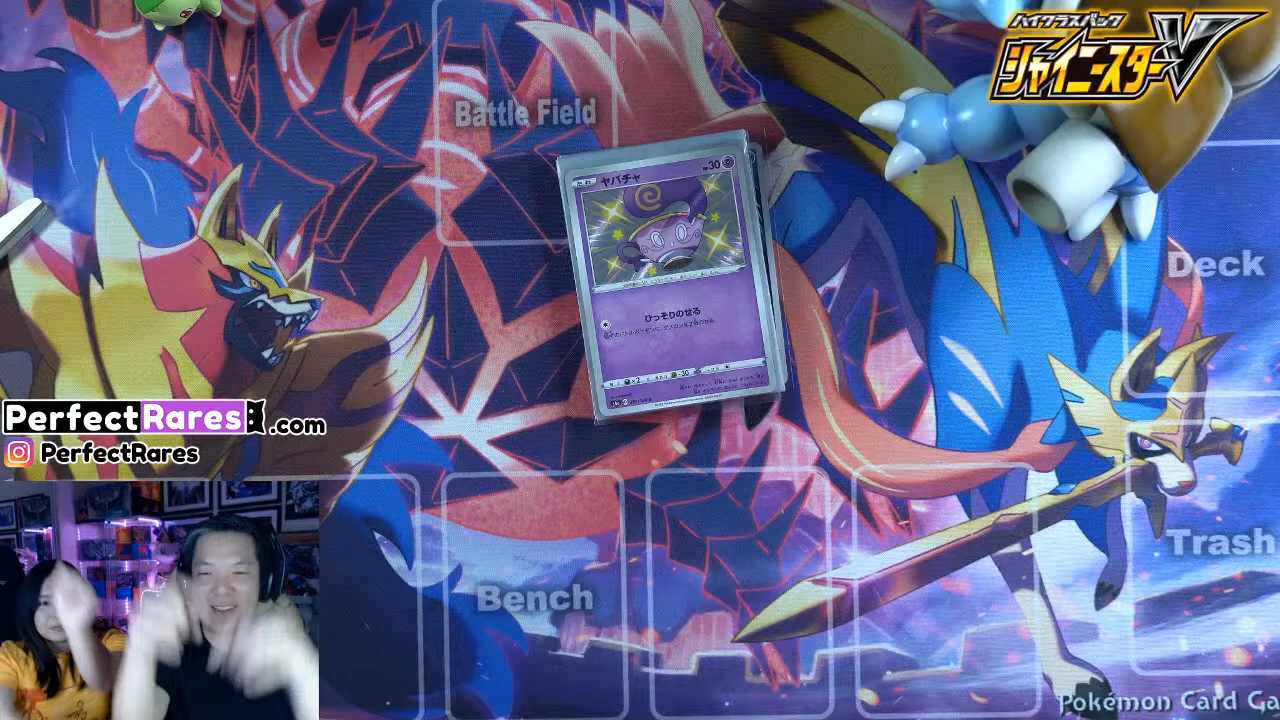 ハイクラスパック
シャイニースターV
Battle Field
ヤバチャ
HP30
ひっそりのせる
×2
30
Deck
PerfectRares.com
PerfectRares
Bench
Trash
Pokémon Card Ga